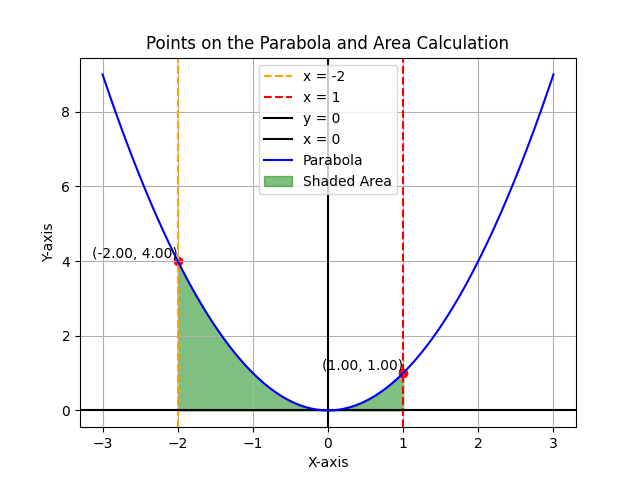 Points on the Parabola and Area Calculation
x = -2
x = 1
y = 0
x = 0
Parabola
Shaded Area
8
6
4
2
0
Y-axis
(-2.00, 4.00)
(1.00, 1.00)
−3 −2 −1 0 1 2 3
X-axis